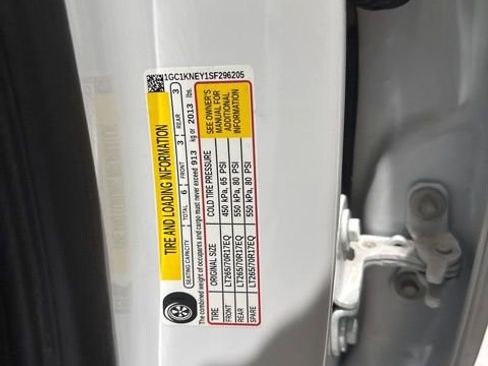 1GC1KNEY1SF296205
TIRE AND LOADING INFORMATION
SEATING CAPACITY TOTAL 6 FRONT 3 REAR 3
The combined weight of occupants and cargo must never exceed 913 kg or 2013 lbs.
TIRE ORIGINAL SIZE COLD TIRE PRESSURE
FRONT LT265/70R17EQ 450 kPa, 65 PSI
REAR LT265/70R17EQ 550 kPa, 80 PSI
SPARE LT265/70R17EQ 550 kPa, 80 PSI
SEE OWNER'S
MANUAL FOR
ADDITIONAL
INFORMATION